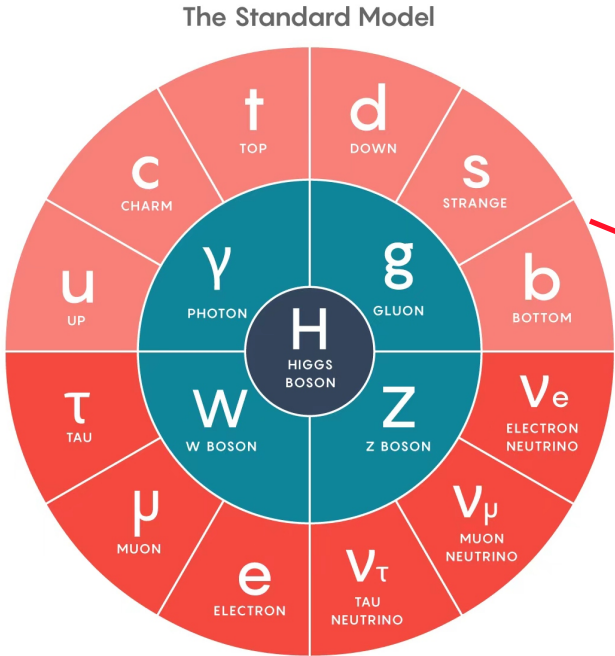 The Standard Model
t
TOP
d
DOWN
c
CHARM
s
STRANGE
u
UP
γ
PHOTON
g
GLUON
b
BOTTOM
H
HIGGS
BOSON
τ
TAU
W
W BOSON
Z
Z BOSON
νe
ELECTRON
NEUTRINO
μ
MUON
νμ
MUON
NEUTRINO
e
ELECTRON
ντ
TAU
NEUTRINO